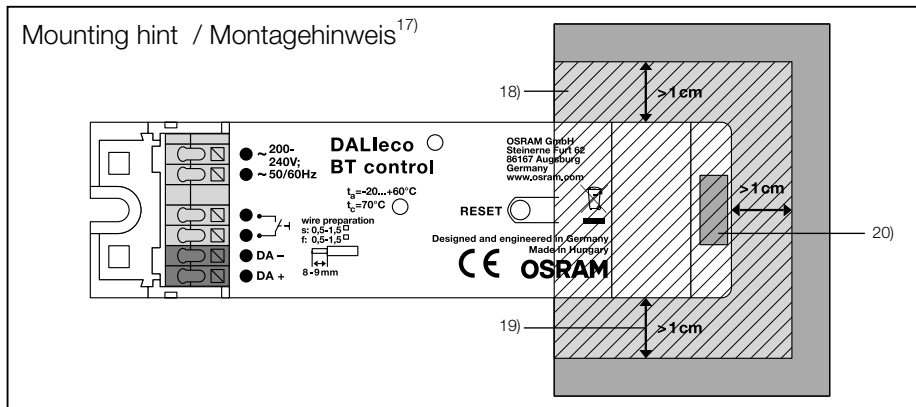 Mounting hint / Montagehinweis17)
18)
>1cm
~ 200-
240V;
~ 50/60Hz
DALIeco
BT control
OSRAM GmbH
Steinerne Furt 62
86167 Augsburg
Germany
www.osram.com
ta=-20...+60°C
tc=70°C
>1cm
RESET
wire preparation
s: 0,5-1,5
f: 0,5-1,5
20)
DA −
DA +
8-9mm
Designed and engineered in Germany
Made in Hungary
CE OSRAM
19)
>1cm